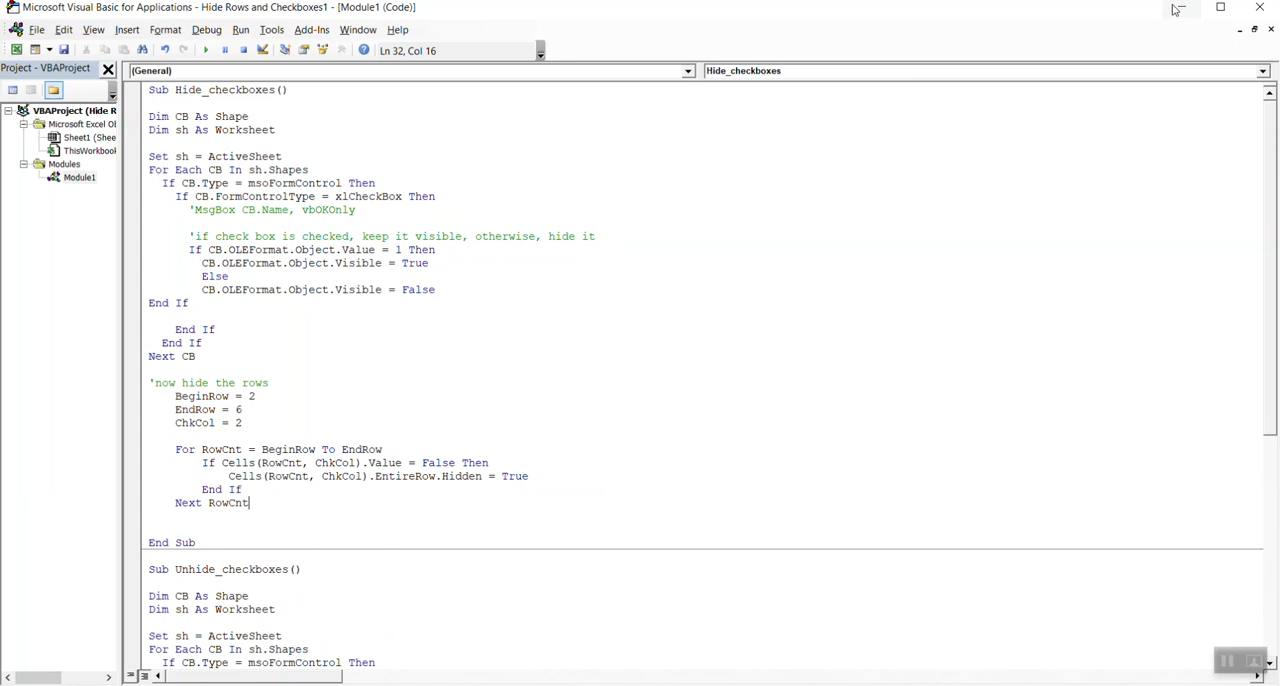 Microsoft Visual Basic for Applications - Hide Rows and Checkboxes1 - [Module1 (Code)]
File Edit View Insert Format Debug Run Tools Add-Ins Window Help
Ln 32, Col 16
Project - VBAProject
(General) Hide_checkboxes
VBAProject (Hide R
Microsoft Excel Ol
Sheet1 (Shee
ThisWorkbook
Modules
Module1
Sub Hide_checkboxes()
Dim CB As Shape
Dim sh As Worksheet
Set sh = ActiveSheet
For Each CB In sh.Shapes
If CB.Type = msoFormControl Then
If CB.FormControlType = xlCheckBox Then
'MsgBox CB.Name, vbOKOnly
'if check box is checked, keep it visible, otherwise, hide it
If CB.OLEFormat.Object.Value = 1 Then
CB.OLEFormat.Object.Visible = True
Else
CB.OLEFormat.Object.Visible = False
End If
End If
End If
Next CB
'now hide the rows
BeginRow = 2
EndRow = 6
ChkCol = 2
For RowCnt = BeginRow To EndRow
If Cells(RowCnt, ChkCol).Value = False Then
Cells(RowCnt, ChkCol).EntireRow.Hidden = True
End If
Next RowCnt
End Sub
Sub Unhide_checkboxes()
Dim CB As Shape
Dim sh As Worksheet
Set sh = ActiveSheet
For Each CB In sh.Shapes
If CB.Type = msoFormControl Then